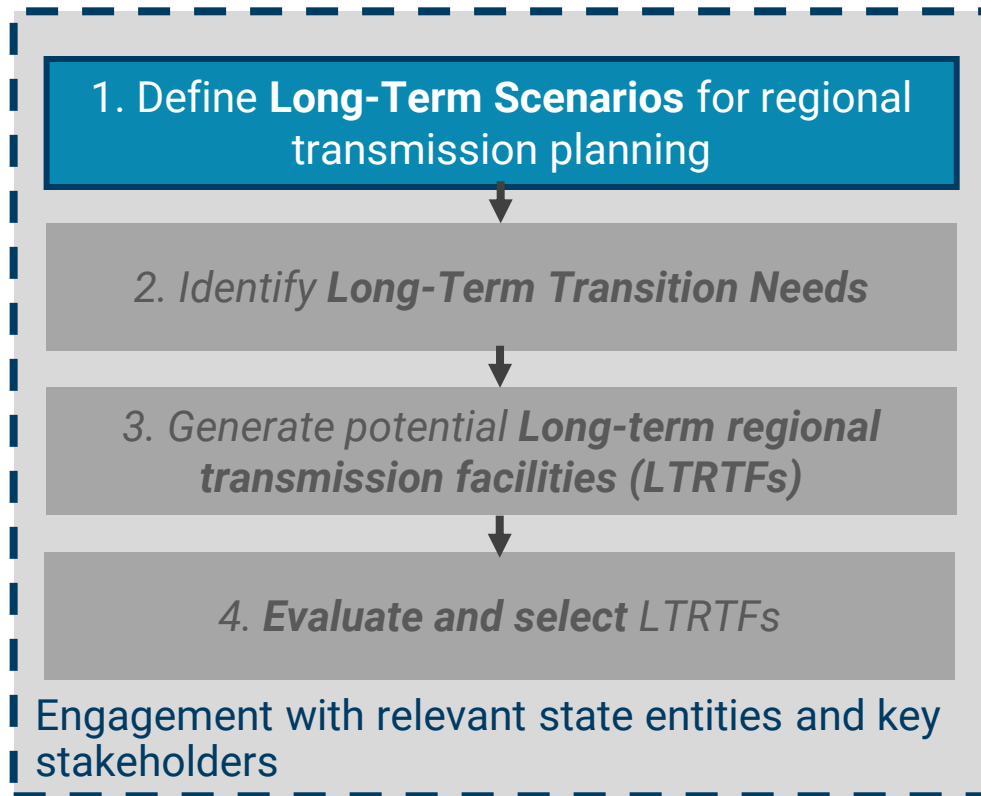 1. Define Long-Term Scenarios for regional
transmission planning
2. Identify Long-Term Transition Needs
3. Generate potential Long-term regional
transmission facilities (LTRTFs)
4. Evaluate and select LTRTFs
Engagement with relevant state entities and key
stakeholders